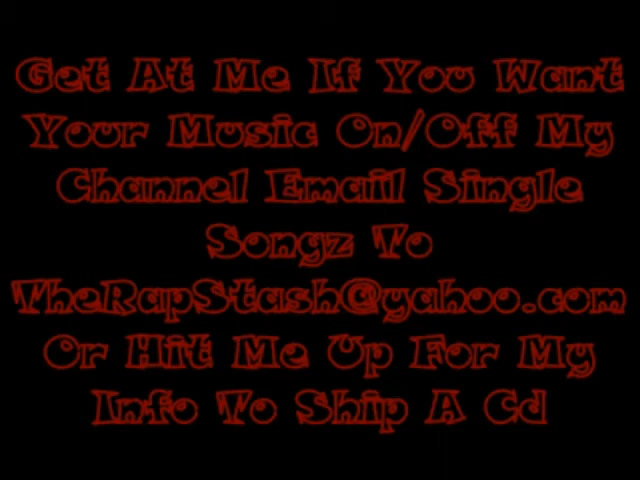 Get At Me If You Want
Your Music On/Off My
Channel Email Single
Songz To
TheRapStash@yahoo.com
Or Hit Me Up For My
Info To Ship A Cd